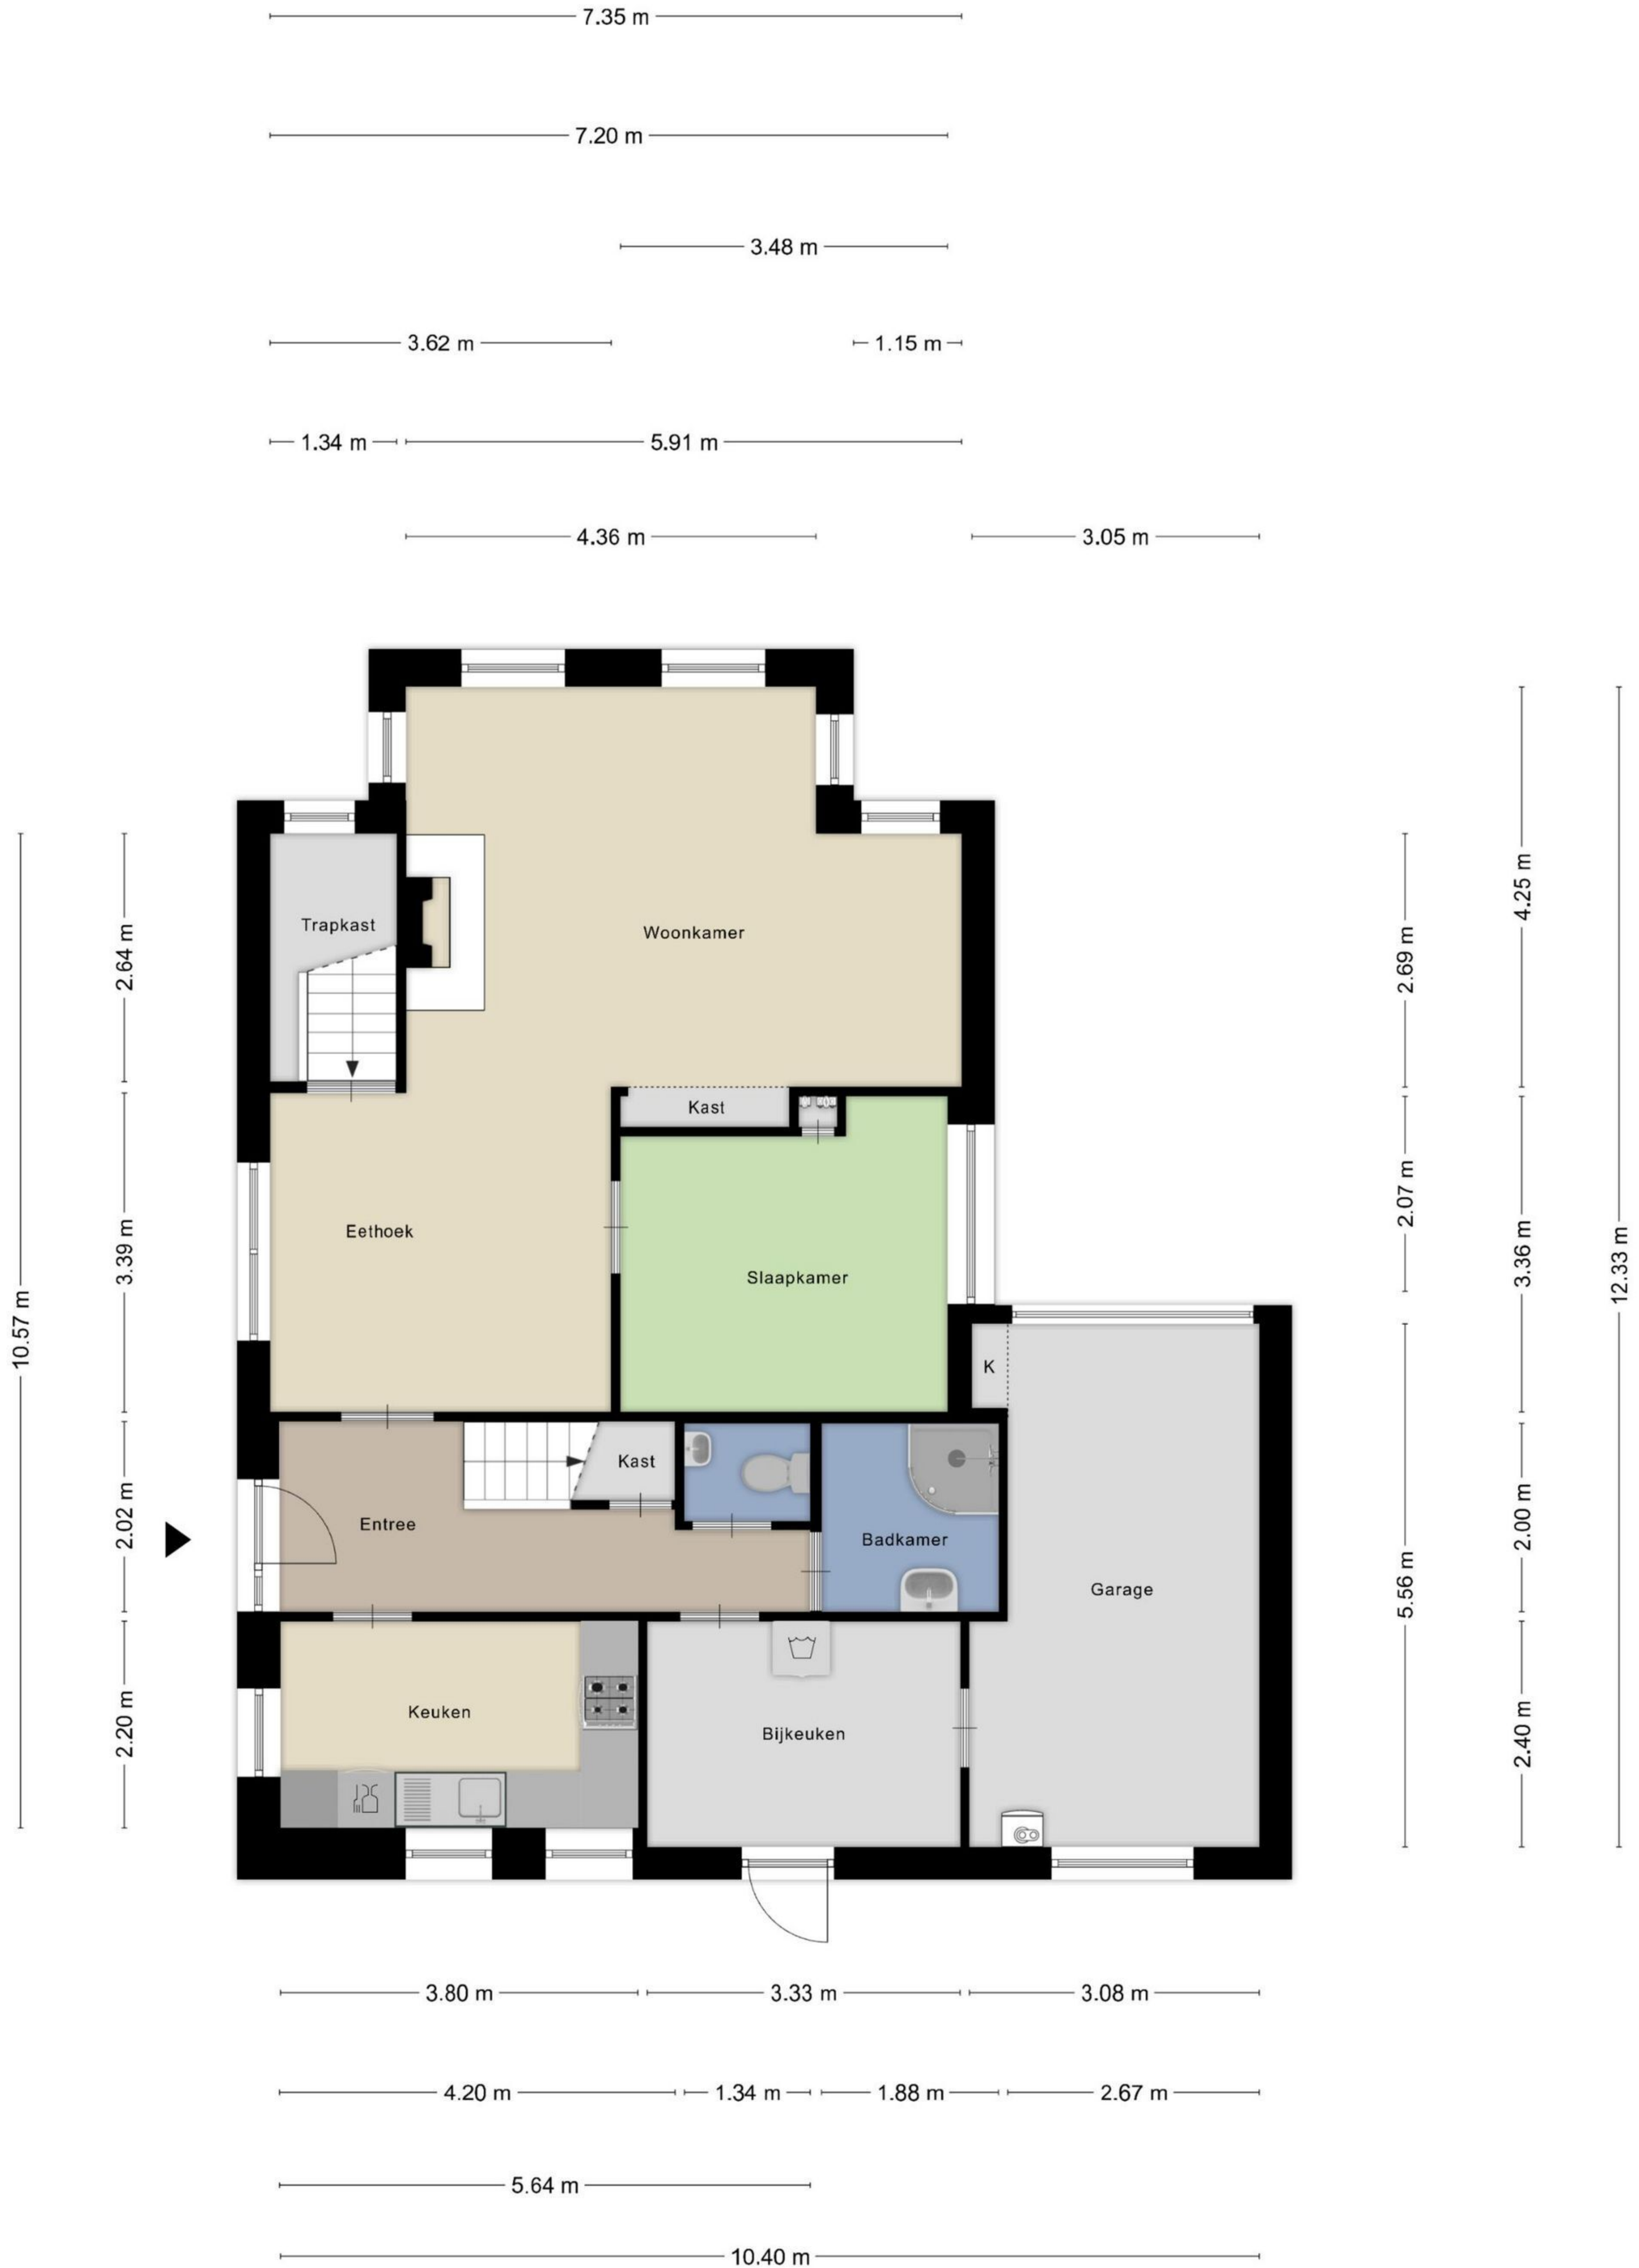 7.35 m
7.20 m
3.48 m
3.62 m
1.15 m
1.34 m
5.91 m
4.36 m
3.05 m
Trapkast
Woonkamer
Kast
Eethoek
Slaapkamer
K
Kast
Entree
Badkamer
Garage
Keuken
Bijkeuken
10.57 m
2.64 m
3.39 m
2.02 m
2.20 m
2.69 m
2.07 m
5.56 m
4.25 m
3.36 m
2.00 m
2.40 m
12.33 m
3.80 m
3.33 m
3.08 m
4.20 m
1.34 m
1.88 m
2.67 m
5.64 m
10.40 m